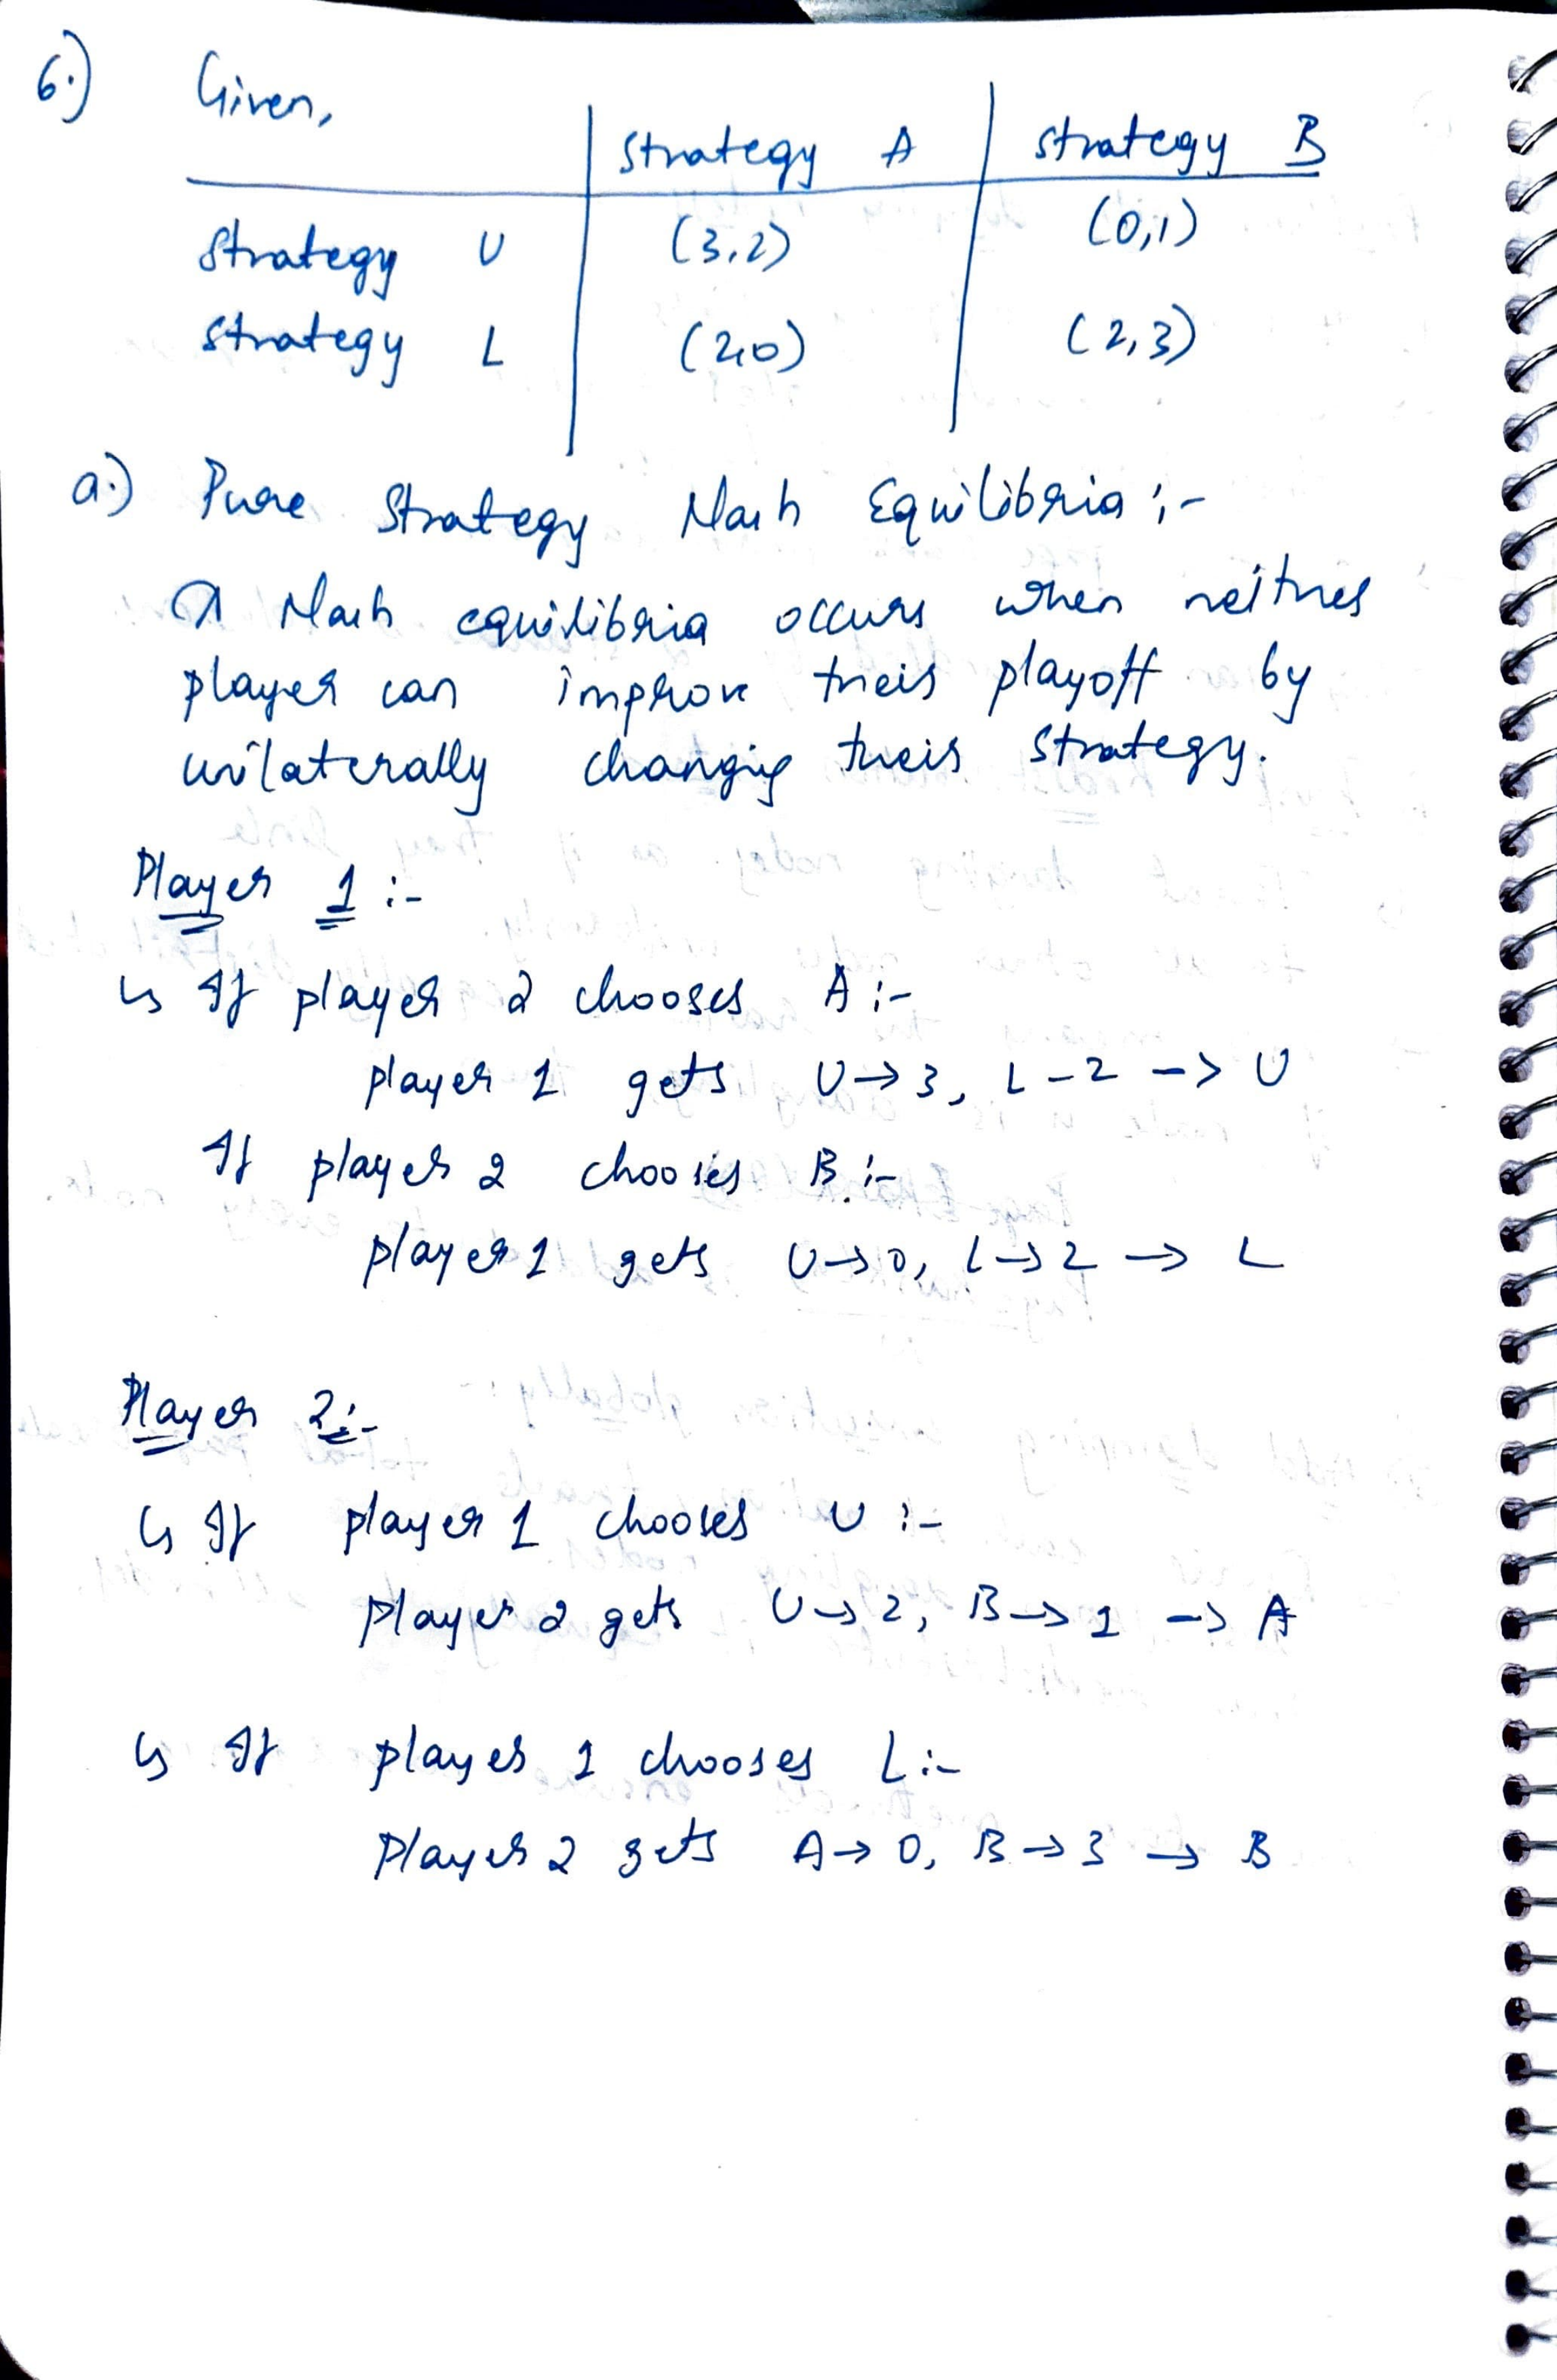 6.) Given,
Strategy A Strategy B
Strategy U (3,2) (0,1)
Strategy L (2,0) (2,3)
a.) Pure Strategy Nash Equilibria :-
A Nash equilibria occurs when neither
player can improve their playoff by
unilaterally changing their strategy.
Player 1 :-
↳ If player 2 chooses A :-
player 1 gets U → 3, L - 2 -> U
If player 2 chooses B :-
player 1 gets U → 0, L → 2 → L
Player 2 :-
↳ If player 1 chooses U :-
player 2 gets U → 2, B → 1 → A
↳ If player 1 chooses L :-
player 2 gets A → 0, B → 3 → B